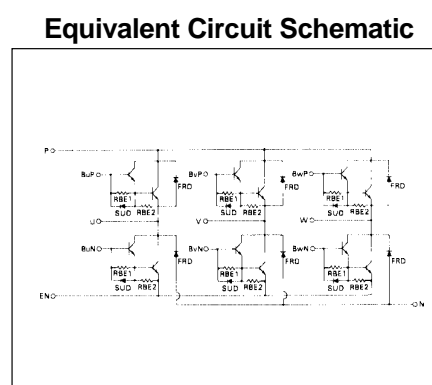 Equivalent Circuit Schematic
P
BuP BvP BwP
FRD FRD FRD
RBE1 RBE1 RBE1
SUD RBE2 SUD RBE2 SUD RBE2
U V W
BuN BvN BwN
FRD FRD FRD
RBE1 RBE1 RBE1
SUD RBE2 SUD RBE2 SUD RBE2
EN N